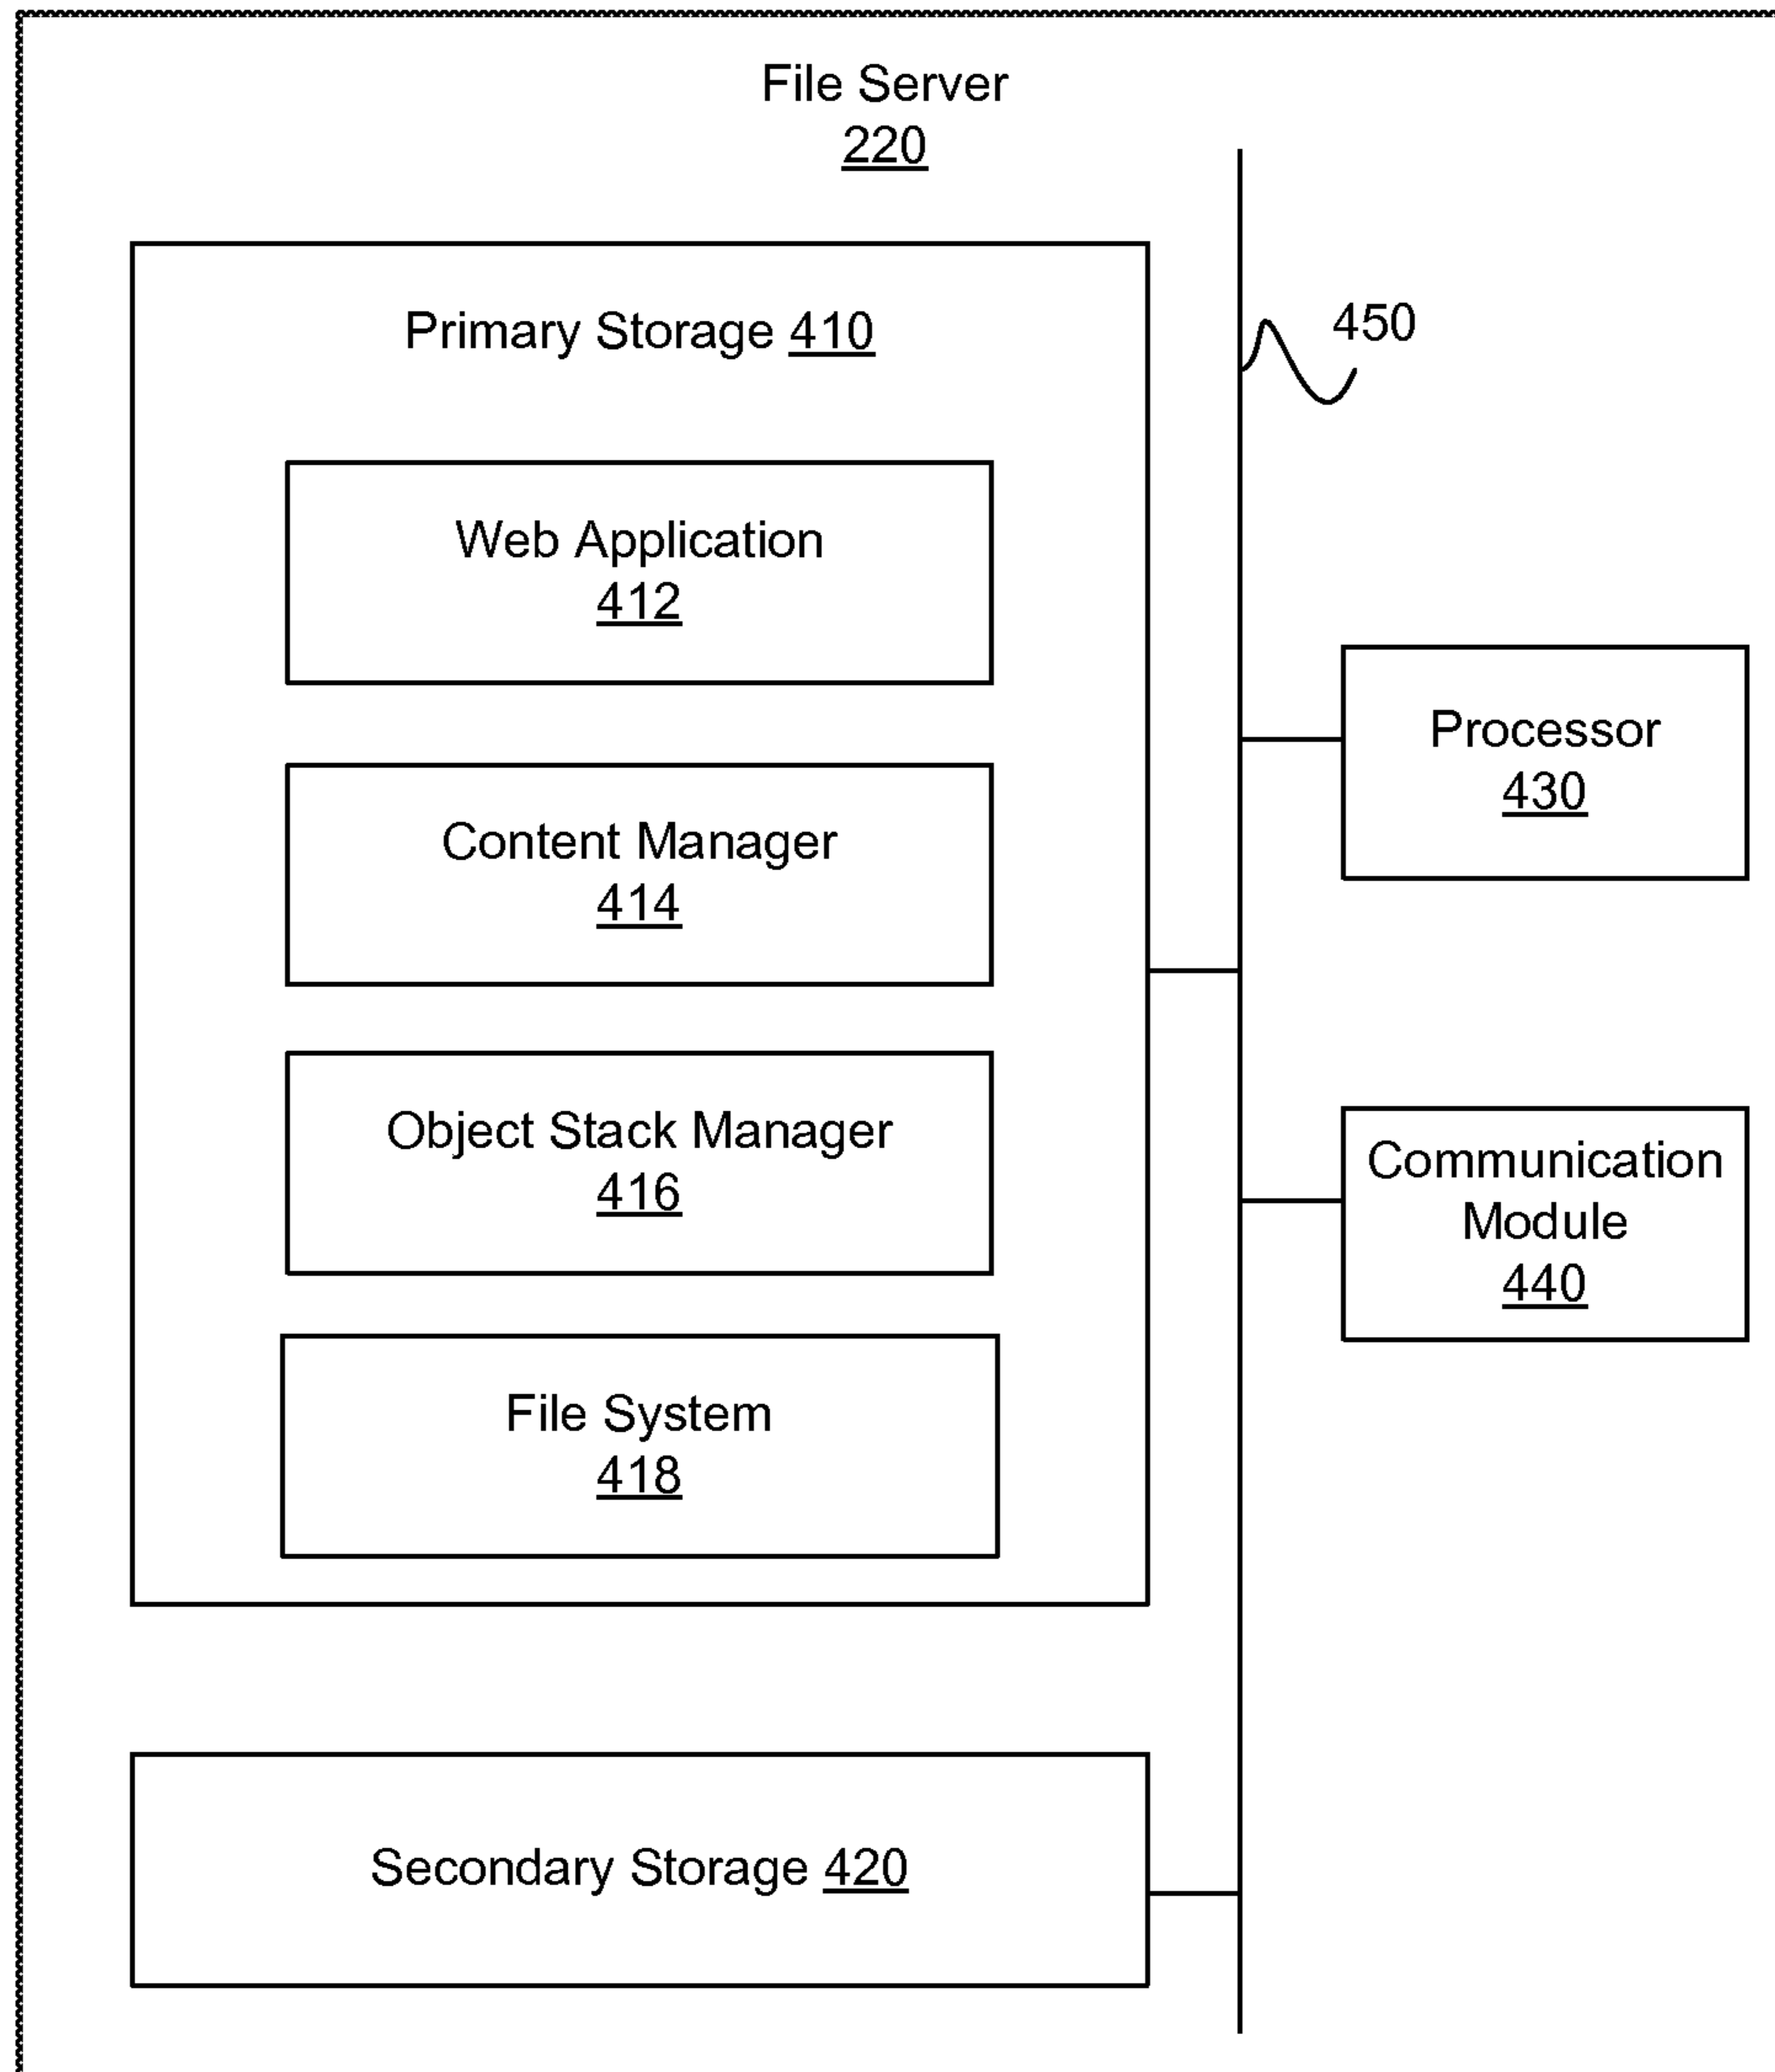 File Server
220
Primary Storage 410
450
Web Application
412
Processor
430
Content Manager
414
Object Stack Manager
416
Communication
Module
440
File System
418
Secondary Storage 420